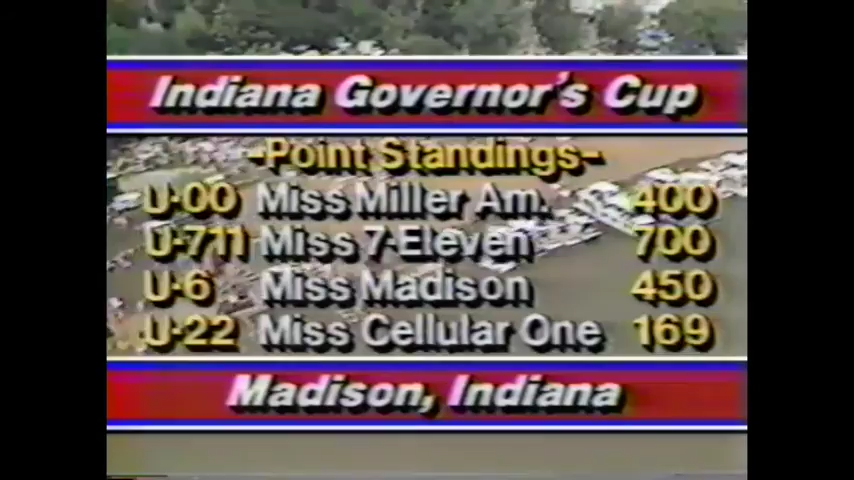 Indiana Governor's Cup
-Point Standings-
U-00 Miss Miller Am. 400
U-711 Miss 7-Eleven 700
U-6 Miss Madison 450
U-22 Miss Cellular One 169
Madison, Indiana